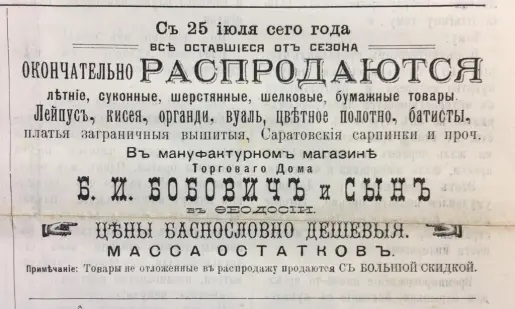 Съ 25 іюля сего года
ВСѢ ОСТАВШІЕСЯ ОТЪ СЕЗОНА
ОКОНЧАТЕЛЬНО РАСПРОДАЮТСЯ
лѣтніе, суконные, шерстянные, шелковые, бумажные товары.
Лейпусъ, кисея, органди, вуаль, цвѣтное полотно, батисты,
платья заграничныя вышитыя, Саратовскія сарпинки и проч.
Въ мануфактурномъ магазинѣ
Торговаго Дома
Б. И. БОБОВИЧЪ и СЫНЪ
въ ѲЕОДОСІИ.
ЦѢНЫ БАСНОСЛОВНО ДЕШЕВЫЯ.
МАССА ОСТАТКОВЪ.
Примѣчаніе: Товары не отложенные въ распродажу продаются СЪ БОЛЬШОЙ СКИДКОЙ.